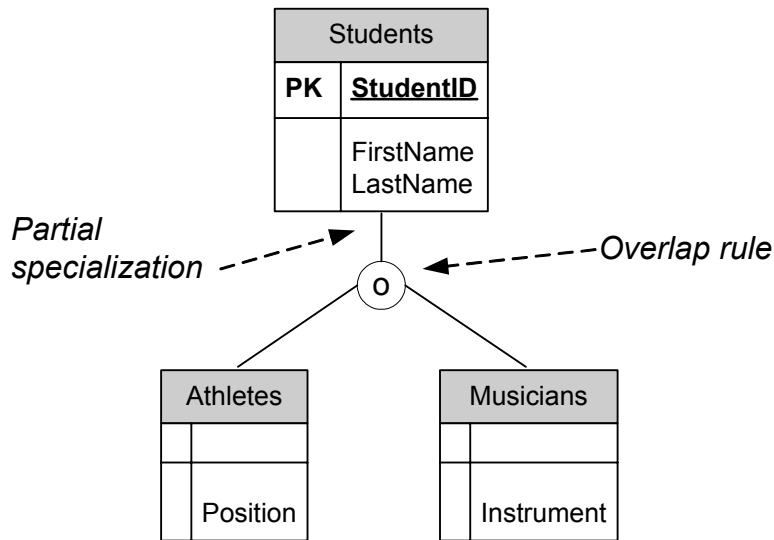 Students
PK StudentID
FirstName
LastName
Partial
specialization
Overlap rule
O
Athletes
Musicians
Position
Instrument